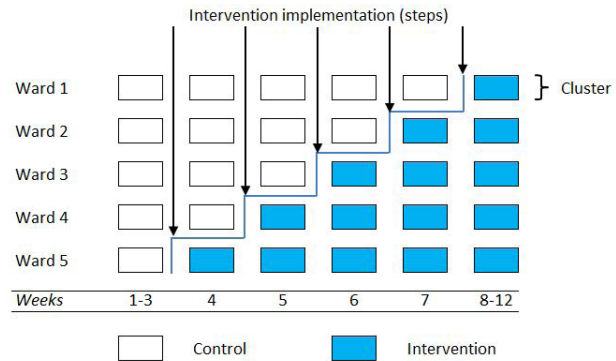 Intervention implementation (steps)
Ward 1
Cluster
Ward 2
Ward 3
Ward 4
Ward 5
Weeks 1-3 4 5 6 7 8-12
Control Intervention